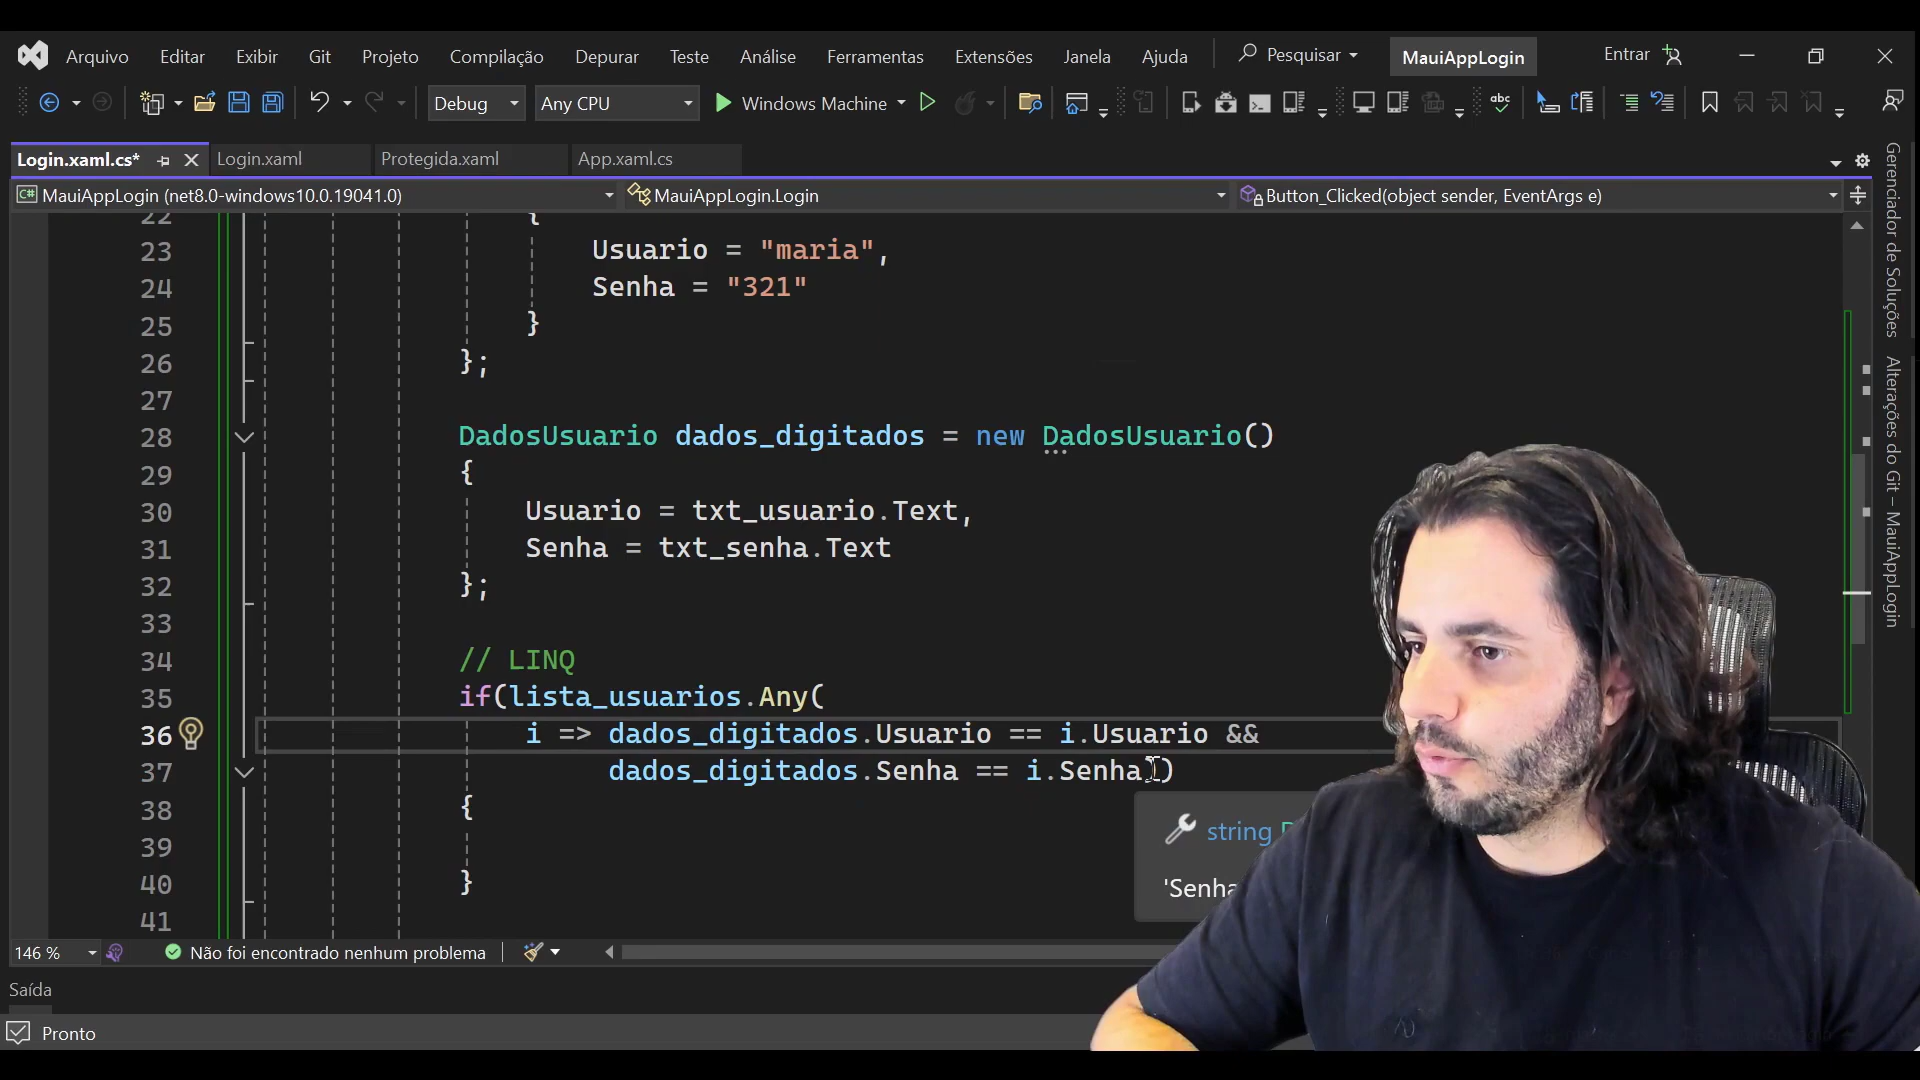 Arquivo Editar Exibir Git Projeto Compilação Depurar Teste Análise Ferramentas Extensões Janela Ajuda Pesquisar MauiAppLogin Entrar
Debug Any CPU Windows Machine
Login.xaml.cs* Login.xaml Protegida.xaml App.xaml.cs
MauiAppLogin (net8.0-windows10.0.19041.0) MauiAppLogin.Login Button_Clicked(object sender, EventArgs e)
22 {
23 Usuario = "maria",
24 Senha = "321"
25 }
26 };
27
28 DadosUsuario dados_digitados = new DadosUsuario()
29 {
30 Usuario = txt_usuario.Text,
31 Senha = txt_senha.Text
32 };
33
34 // LINQ
35 if(lista_usuarios.Any(
36 i => dados_digitados.Usuario == i.Usuario &&
37 dados_digitados.Senha == i.Senha))
38 {
39
40 }
41
string
'Senha
146 % Não foi encontrado nenhum problema
Saída
Pronto
Gerenciador de Soluções
Alterações do Git – MauiAppLogin